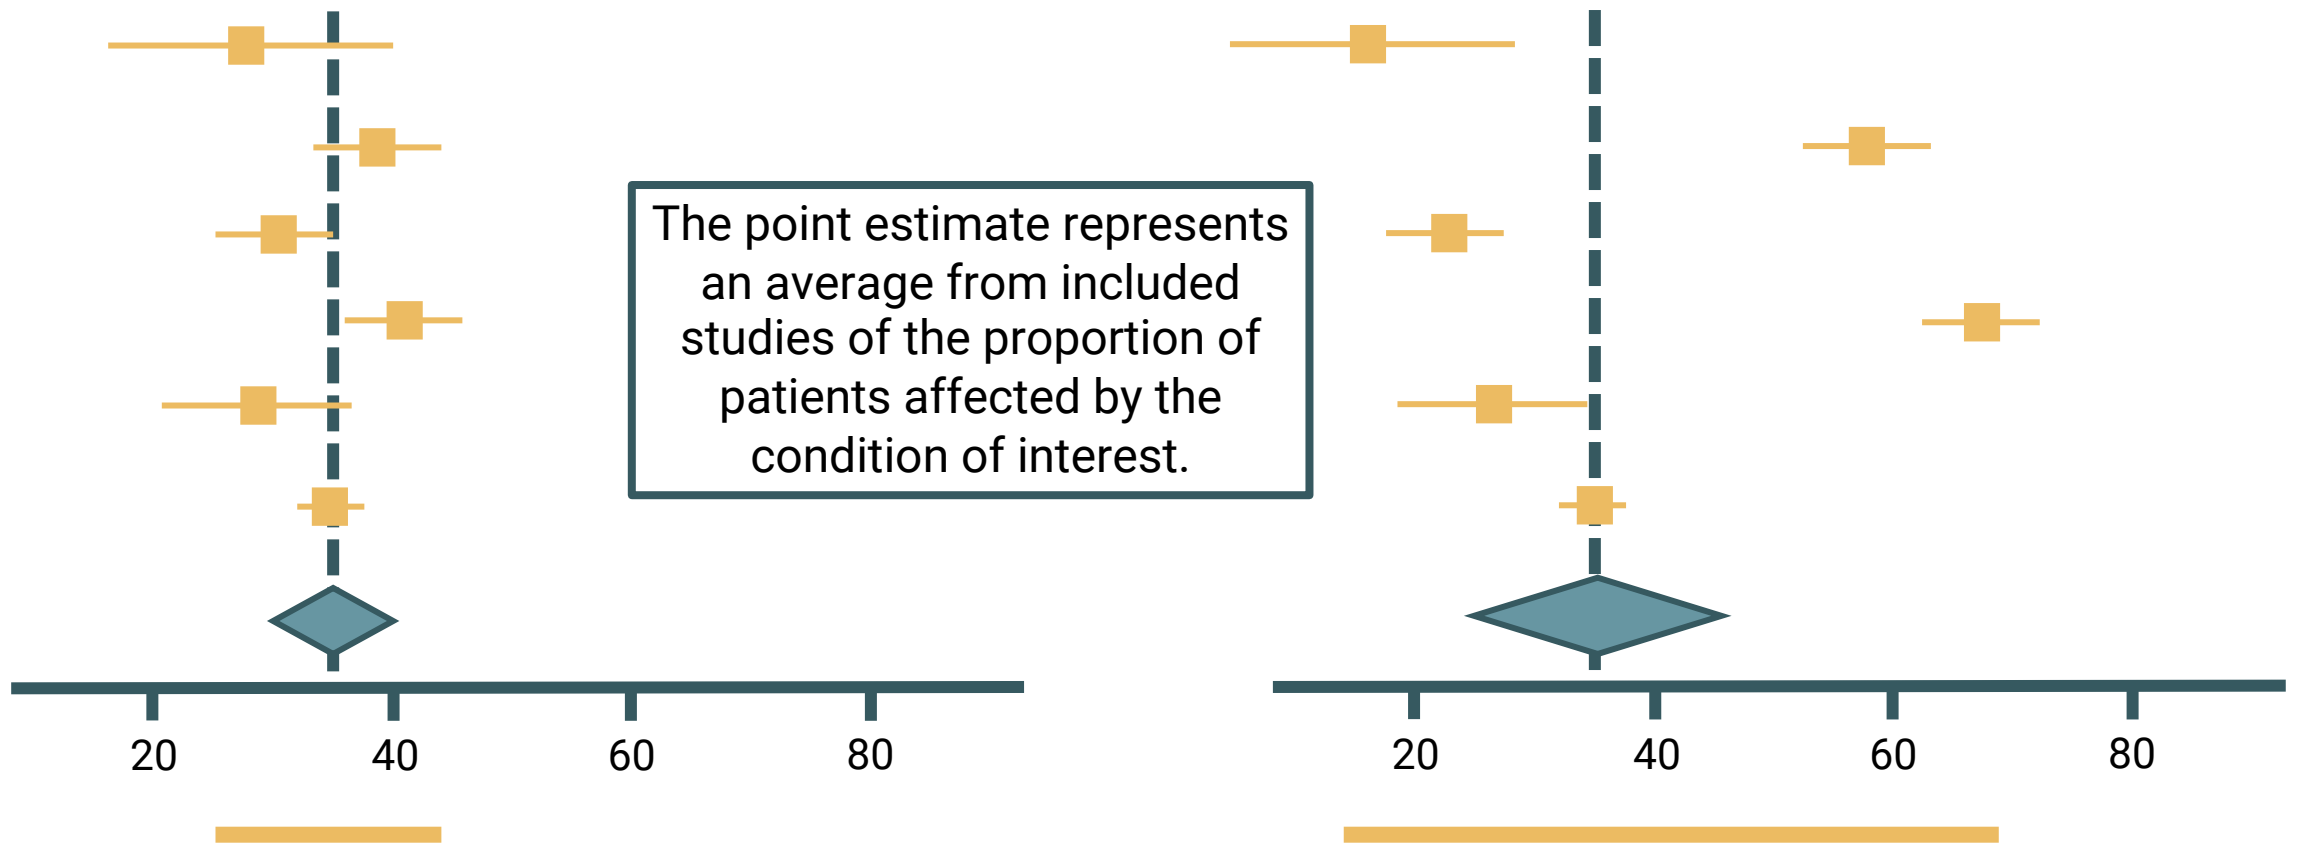 The point estimate represents
an average from included
studies of the proportion of
patients affected by the
condition of interest.
20 40 60 80
20 40 60 80